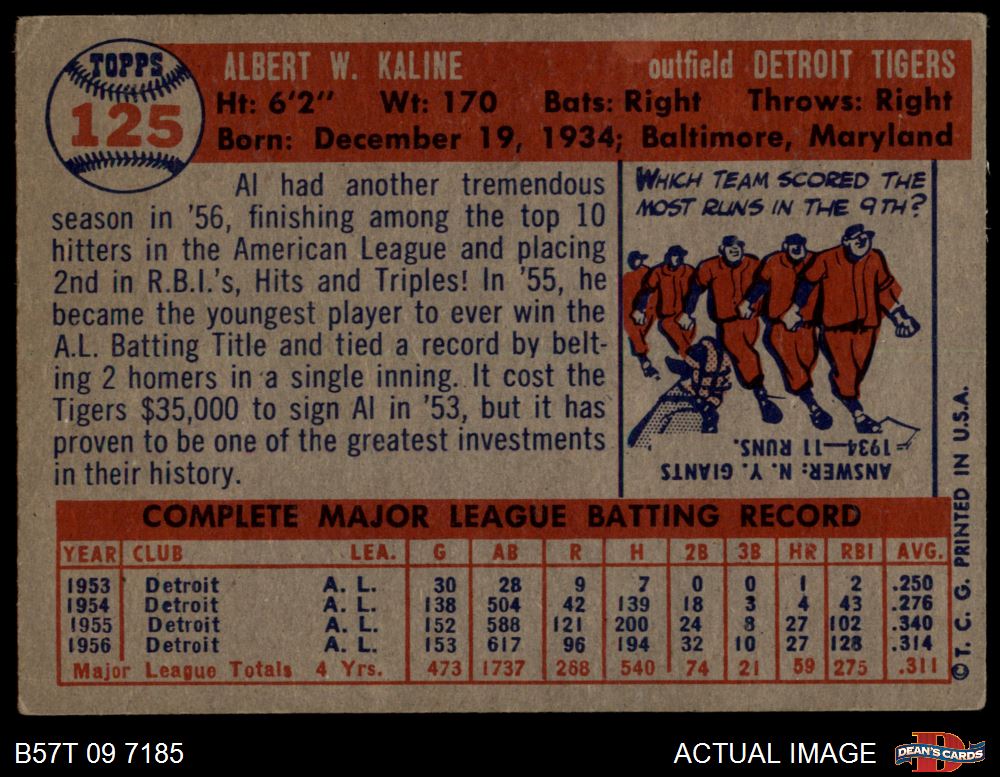 TOPPS
125
ALBERT W. KALINE outfield DETROIT TIGERS
Ht: 6'2" Wt: 170 Bats: Right Throws: Right
Born: December 19, 1934; Baltimore, Maryland
Al had another tremendous
season in '56, finishing among the top 10
hitters in the American League and placing
2nd in R.B.I.'s, Hits and Triples! In '55, he
became the youngest player to ever win the
A.L. Batting Title and tied a record by belt-
ing 2 homers in a single inning. It cost the
Tigers $35,000 to sign Al in '53, but it has
proven to be one of the greatest investments
in their history.
WHICH TEAM SCORED THE
MOST RUNS IN THE 9TH?
ANSWER: N. Y. GIANTS
1934—11 RUNS.
COMPLETE MAJOR LEAGUE BATTING RECORD
YEAR CLUB LEA. G AB R H 2B 3B HR RBI AVG.
1953 Detroit A. L. 30 28 9 7 0 0 1 2 .250
1954 Detroit A. L. 138 504 42 139 18 3 4 43 .276
1955 Detroit A. L. 152 588 121 200 24 8 27 102 .340
1956 Detroit A. L. 153 617 96 194 32 10 27 128 .314
Major League Totals 4 Yrs. 473 1737 268 540 74 21 59 275 .311
© T. C. G. PRINTED IN U.S.A.
B57T 09 7185
ACTUAL IMAGE
D
DEAN'S CARDS